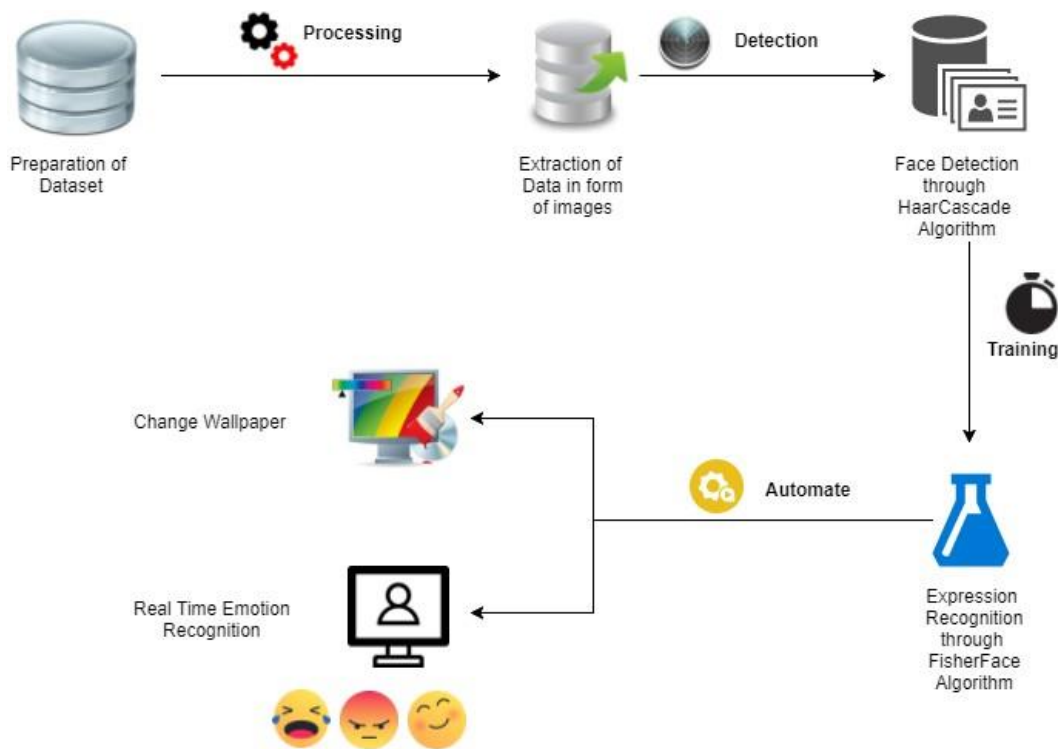 Processing
Detection
Preparation of
Dataset
Extraction of
Data in form
of images
Face Detection
through
HaarCascade
Algorithm
Training
Change Wallpaper
Automate
Real Time Emotion
Recognition
Expression
Recognition
through
FisherFace
Algorithm